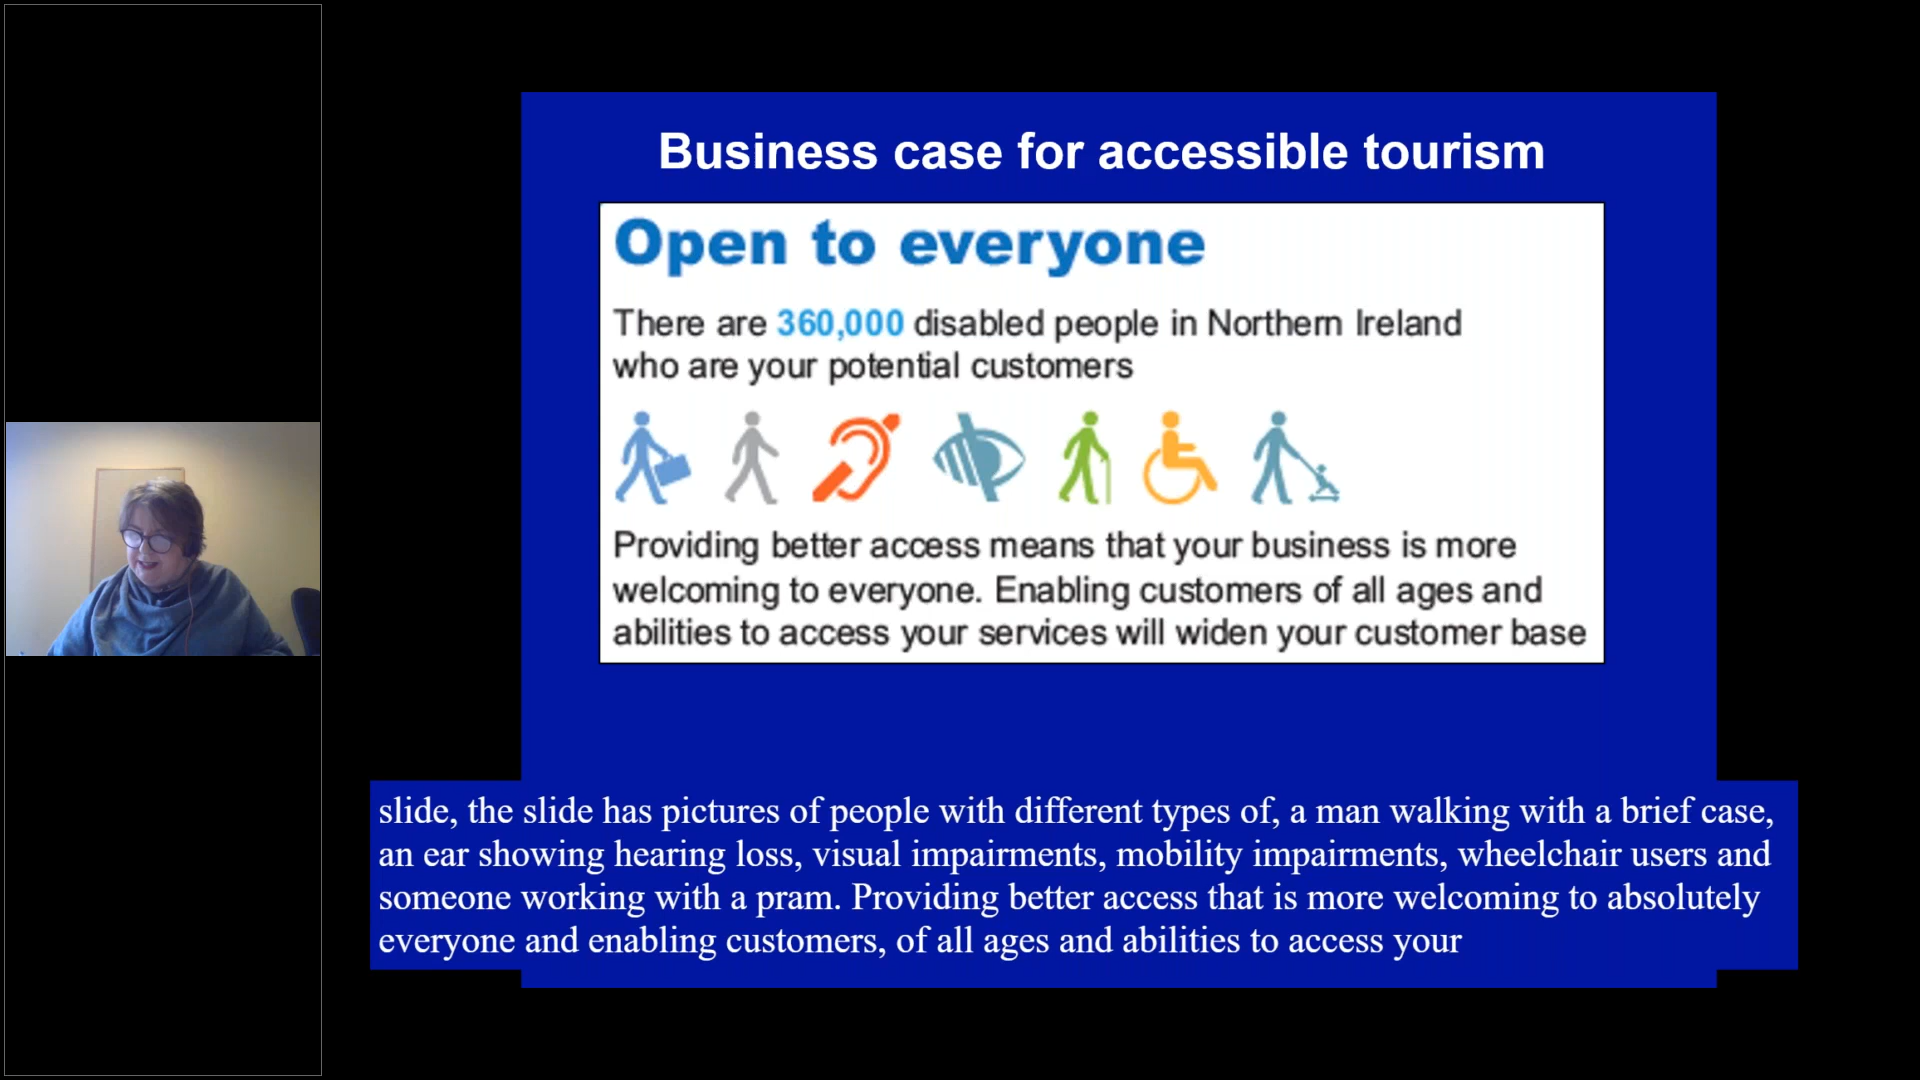 Business case for accessible tourism
Open to everyone
There are 360,000 disabled people in Northern Ireland
who are your potential customers
Providing better access means that your business is more
welcoming to everyone. Enabling customers of all ages and
abilities to access your services will widen your customer base
slide, the slide has pictures of people with different types of, a man walking with a brief case,
an ear showing hearing loss, visual impairments, mobility impairments, wheelchair users and
someone working with a pram. Providing better access that is more welcoming to absolutely
everyone and enabling customers, of all ages and abilities to access your